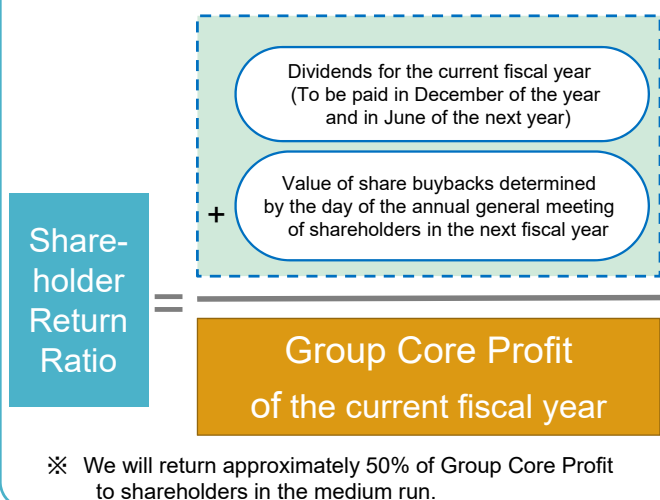 Dividends for the current fiscal year
(To be paid in December of the year
and in June of the next year)
+
Value of share buybacks determined
by the day of the annual general meeting
of shareholders in the next fiscal year
Share-
holder
Return
Ratio
=
Group Core Profit
of the current fiscal year
※ We will return approximately 50% of Group Core Profit
to shareholders in the medium run.